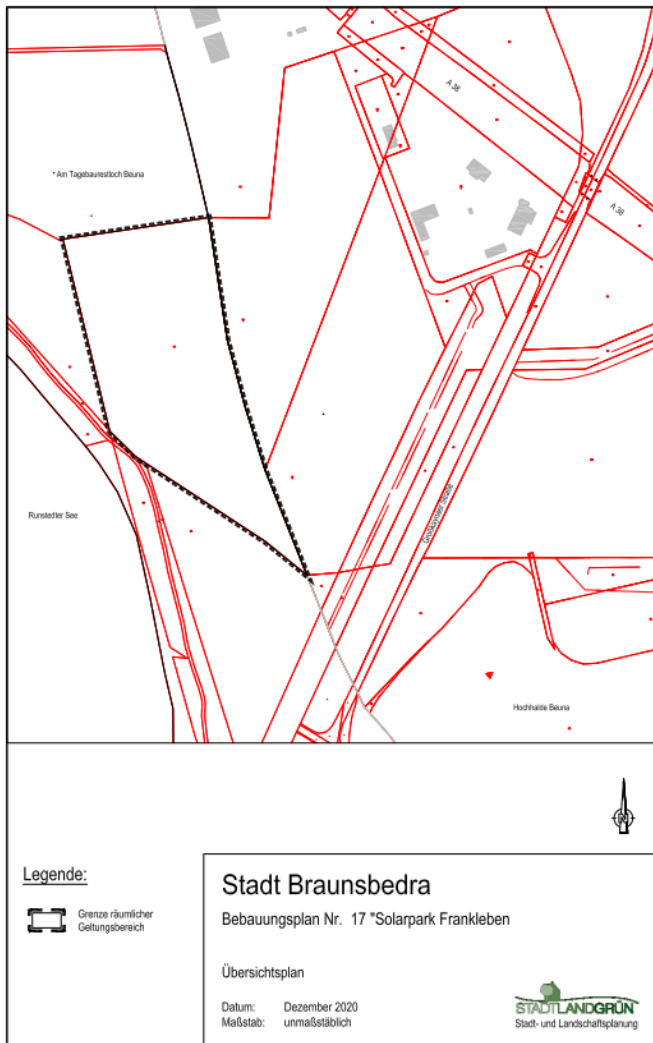 A 38
* Am Tagebaurestloch Beuna
A 38
Runstedter See
Großkaynaer Straße
Hochhalde Beuna
N
Legende:
Grenze räumlicher
Geltungsbereich
Stadt Braunsbedra
Bebauungsplan Nr. 17 "Solarpark Frankleben
Übersichtsplan
Datum: Dezember 2020
Maßstab: unmaßstäblich
STADTLANDGRÜN
Stadt- und Landschaftsplanung